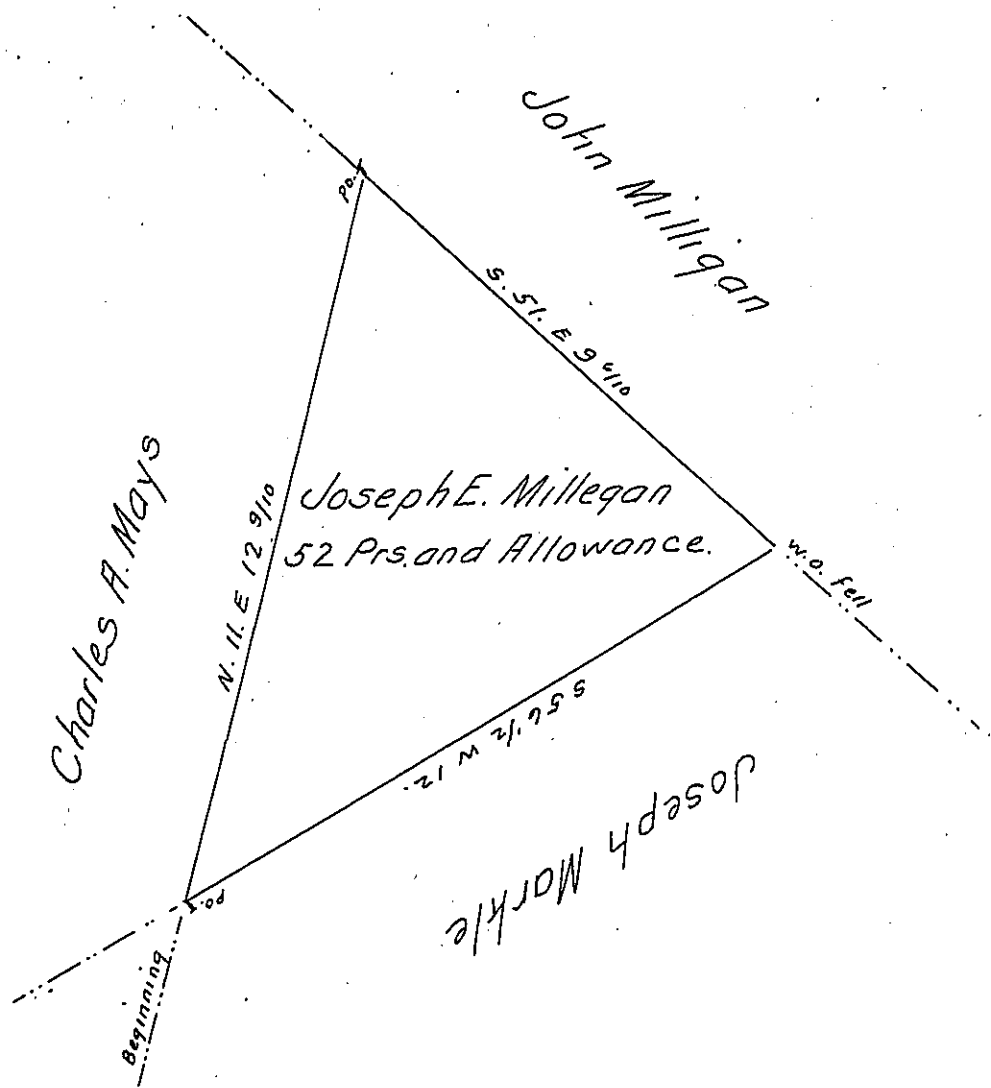 John Milligan
po.
S. 51. E 9 6/10
Charles A. Mays
N. 11. E 12 9/10
Joseph E. Millegan
52 Prs. and Allowance.
W.O. Fell
S 56 1/2 W 12.
Joseph Markle
po.
Beginning